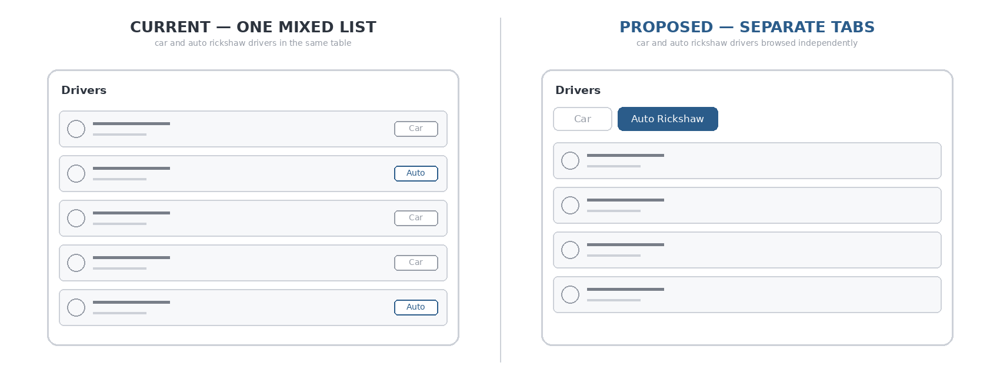 CURRENT — ONE MIXED LIST
car and auto rickshaw drivers in the same table
Drivers
Car
Auto
Car
Car
Auto
PROPOSED — SEPARATE TABS
car and auto rickshaw drivers browsed independently
Drivers
Car
Auto Rickshaw